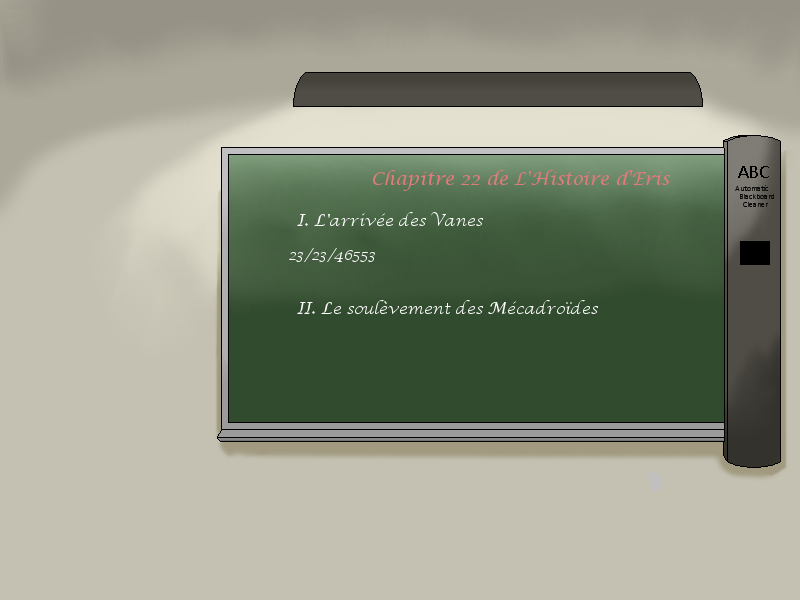 Chapitre 22 de L'Histoire d'Eris
I. L'arrivée des Vanes
23/23/46553
II. Le soulèvement des Mécadroïdes
ABC
Automatic
Blackboard
Cleaner